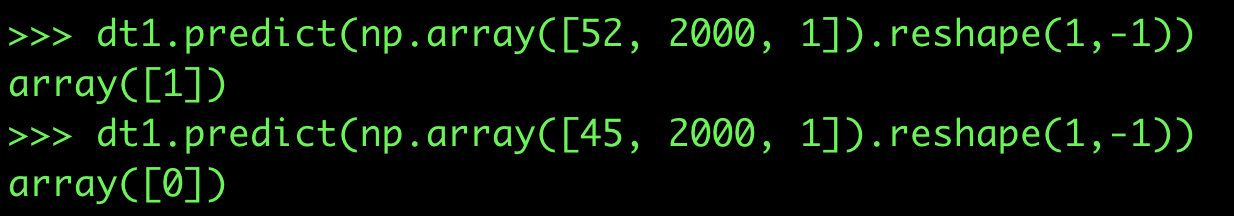 >>> dt1.predict(np.array([52, 2000, 1]).reshape(1,-1))
array([1])
>>> dt1.predict(np.array([45, 2000, 1]).reshape(1,-1))
array([0])